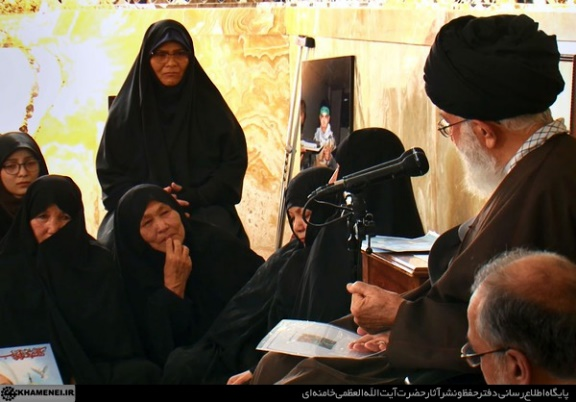 KHAMENEI.IR
پایگاه اطلاع‌رسانی دفتر حفظ و نشر آثار حضرت آیت‌الله‌العظمی خامنه‌ای